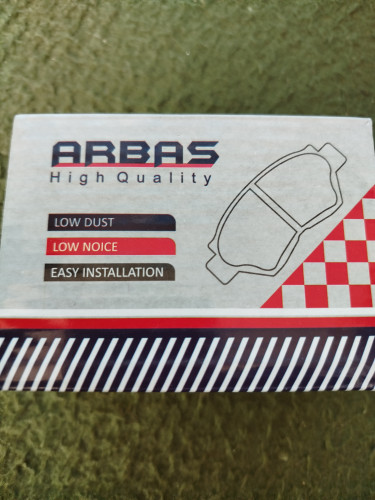 ARBAS
High Quality
LOW DUST
LOW NOICE
EASY INSTALLATION